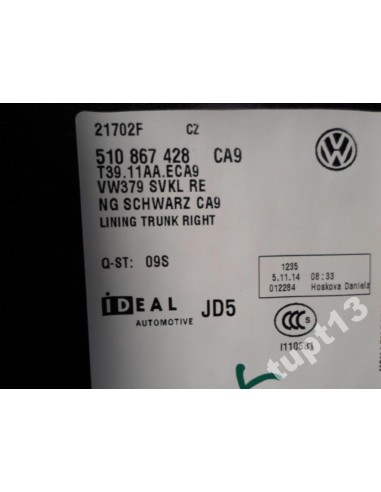 21702F CZ
510 867 428 CA9
T39.11AA.ECA9
VW379 SVKL RE
NG SCHWARZ CA9
LINING TRUNK RIGHT
Q-ST: 09S
1235
5.11.14 08:33
012284 Hoskova Daniela
iDEAL JD5
AUTOMOTIVE
CCC S
tupt13